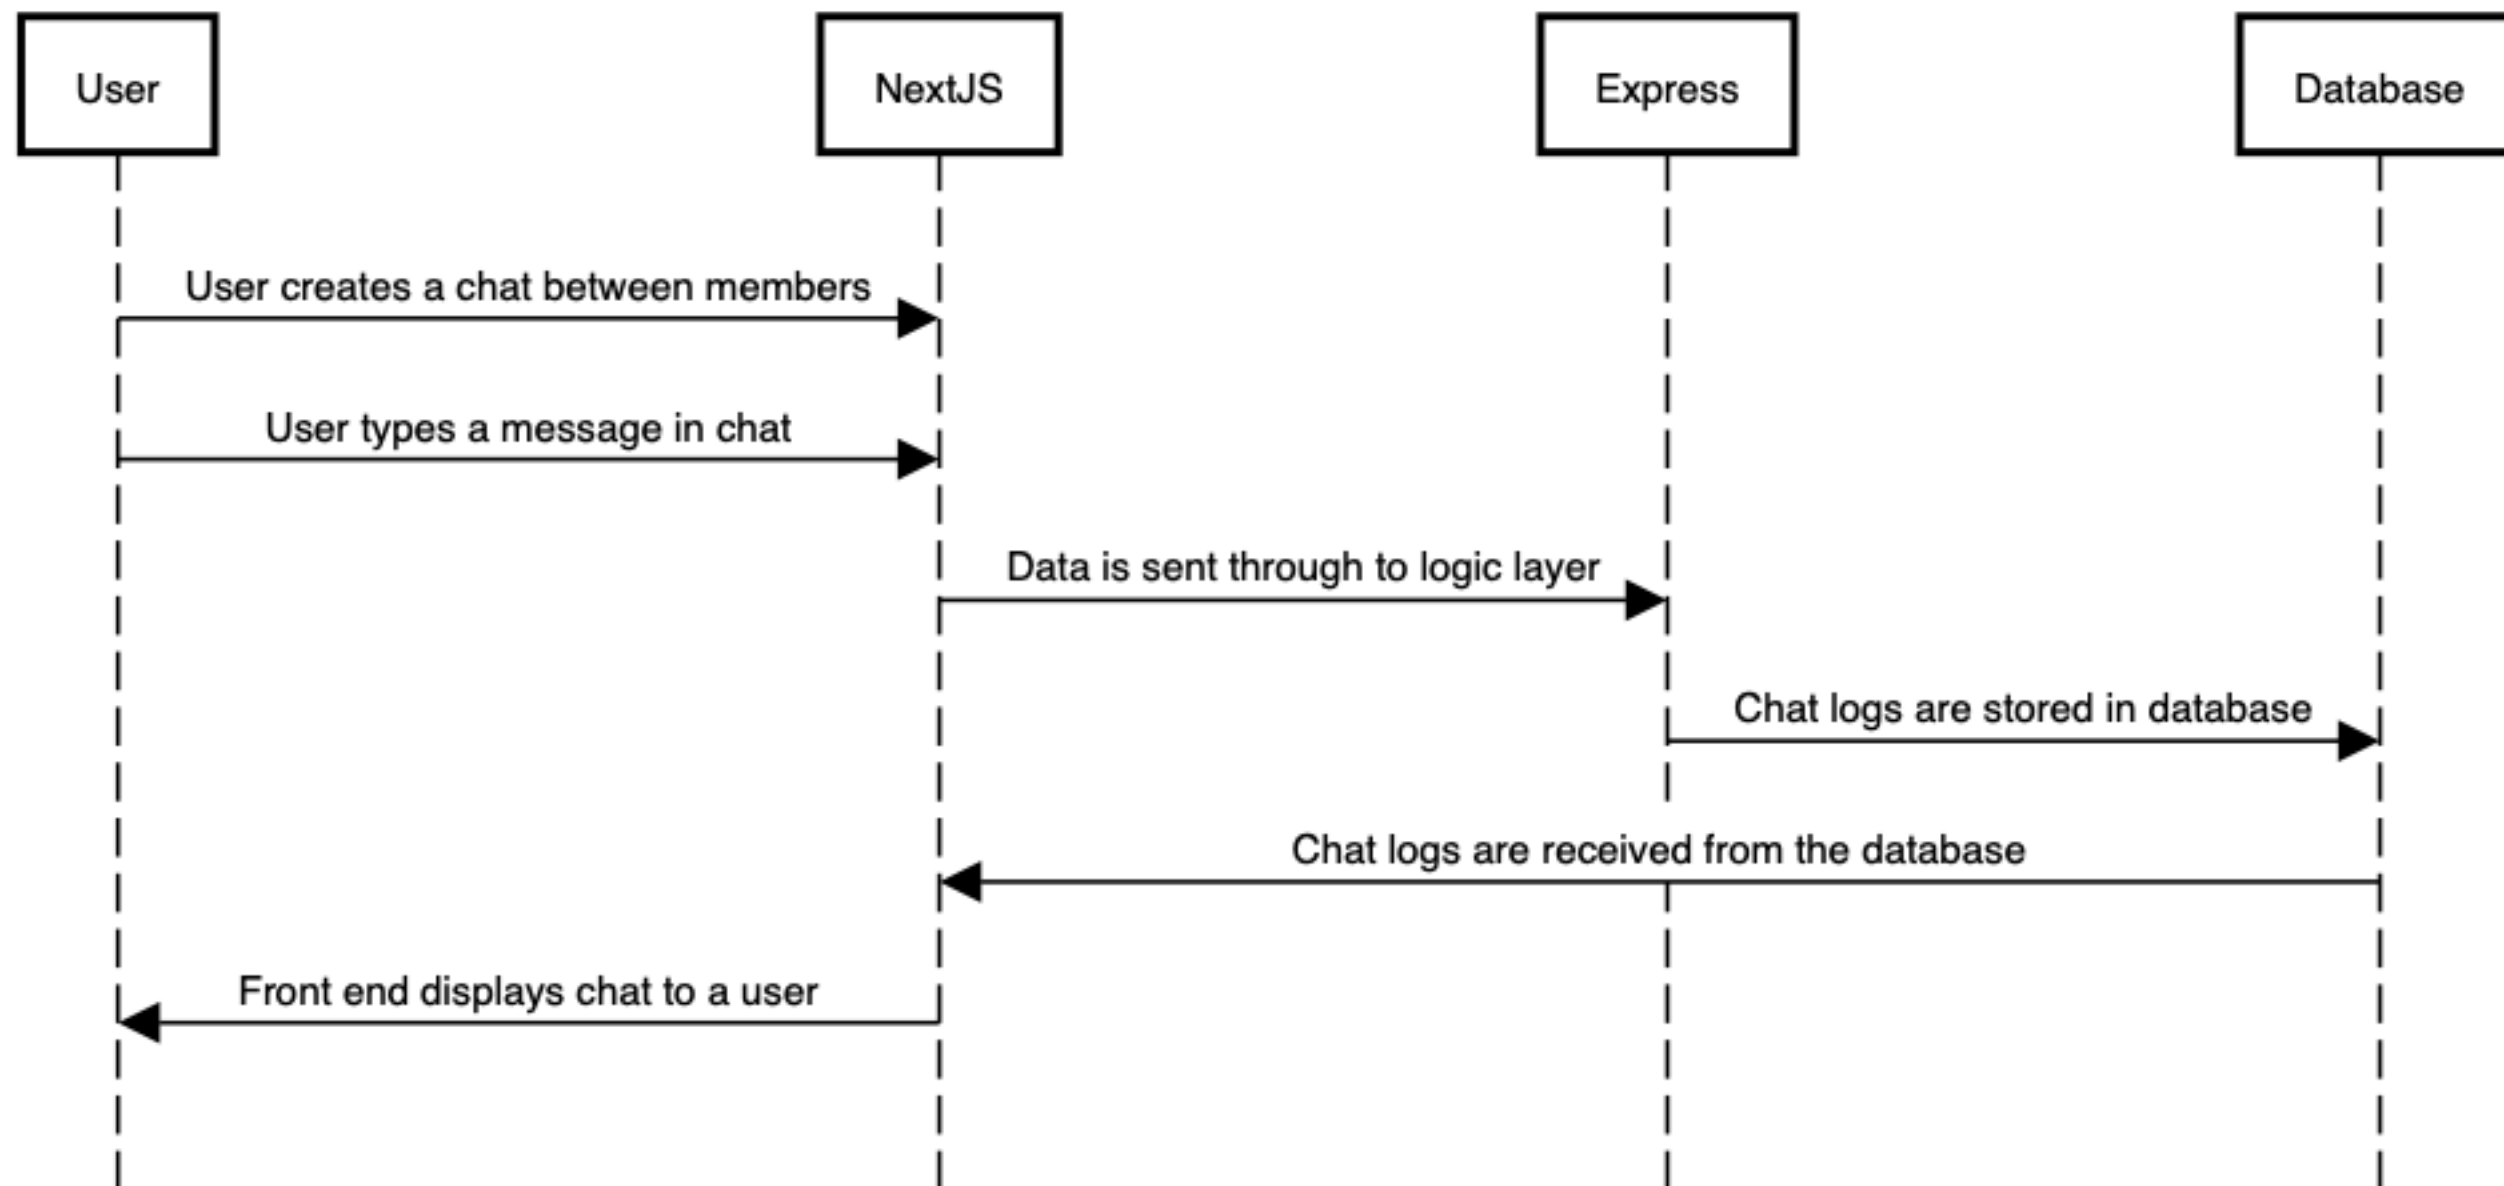 User
NextJS
Express
Database
User creates a chat between members
User types a message in chat
Data is sent through to logic layer
Chat logs are stored in database
Chat logs are received from the database
Front end displays chat to a user